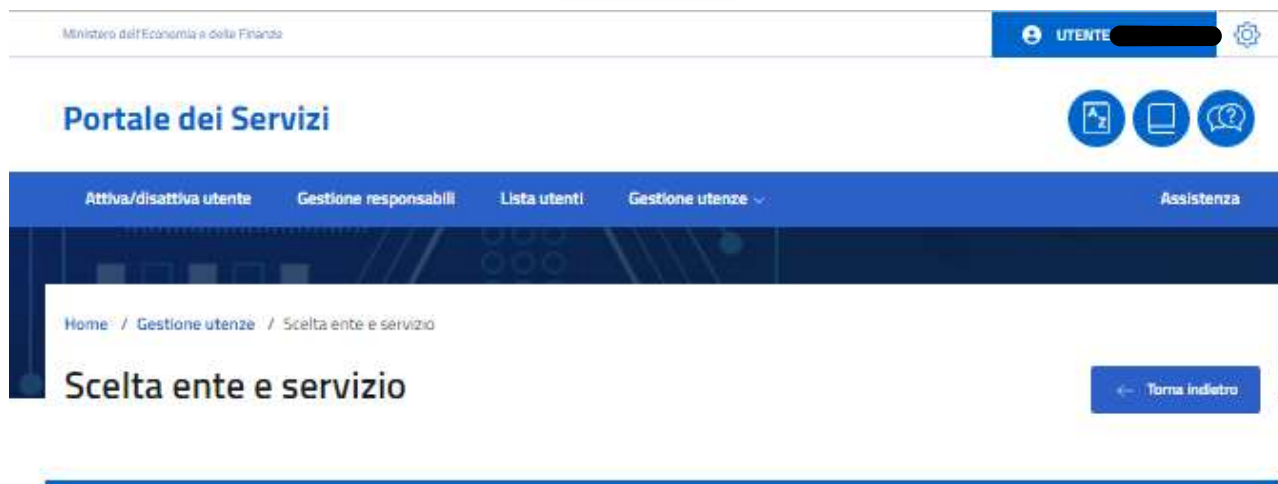 Ministero dell'Economia e delle Finanze
UTENTE
Portale dei Servizi
Attiva/disattiva utente Gestione responsabili Lista utenti Gestione utenze Assistenza
Home / Gestione utenze / Scelta ente e servizio
Scelta ente e servizio
← Torna indietro